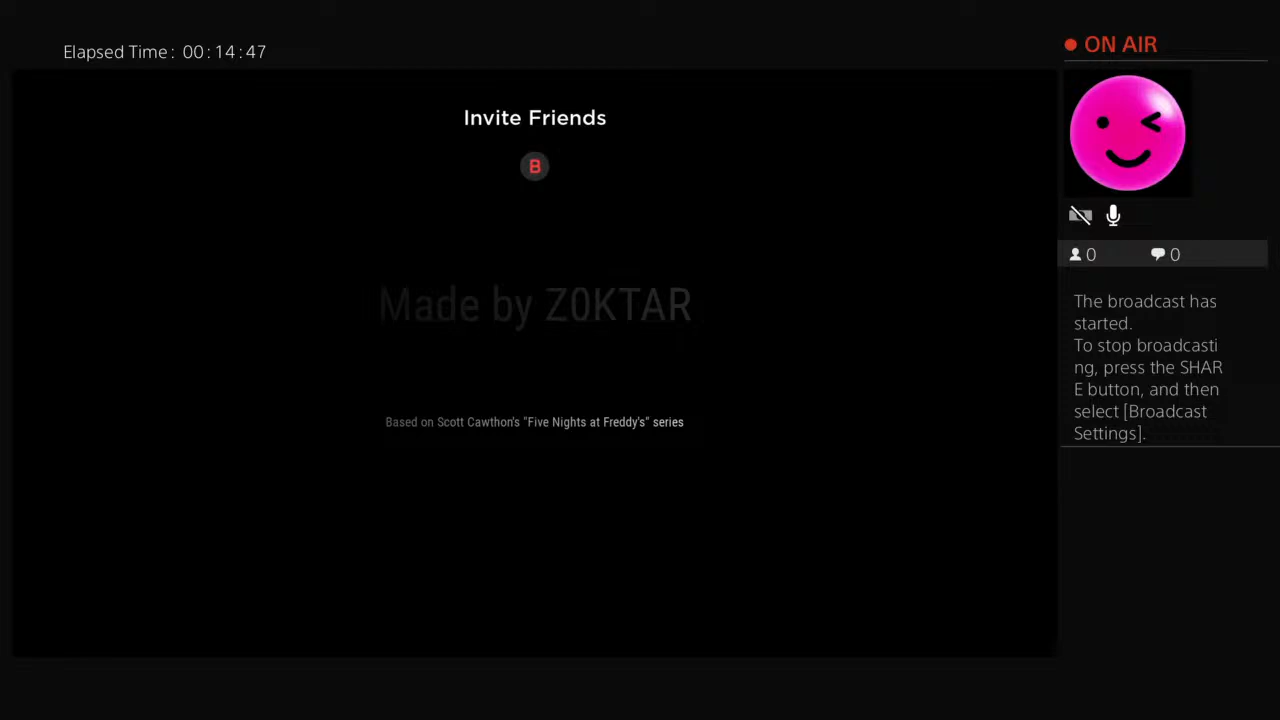 Elapsed Time: 00:14:47
ON AIR
Invite Friends
B
0 0
Made by Z0KTAR
The broadcast has
started.
To stop broadcasti
ng, press the SHAR
E button, and then
select [Broadcast
Settings].
Based on Scott Cawthon's "Five Nights at Freddy's" series